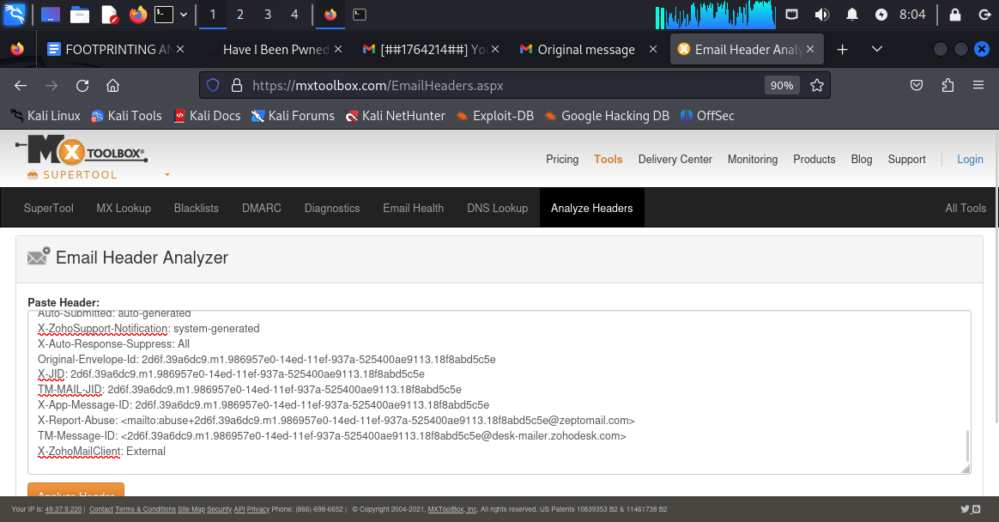 1 2 3 4 8:04
FOOTPRINTING AN Have I Been Pwned [##1764214##] Yo Original message Email Header Analy
https://mxtoolbox.com/EmailHeaders.aspx 90%
Kali Linux Kali Tools Kali Docs Kali Forums Kali NetHunter Exploit-DB Google Hacking DB OffSec
MX TOOLBOX®
SUPERTOOL
Pricing Tools Delivery Center Monitoring Products Blog Support Login
SuperTool MX Lookup Blacklists DMARC Diagnostics Email Health DNS Lookup Analyze Headers All Tools
Email Header Analyzer
Paste Header:
Auto-Submitted: auto-generated
X-ZohoSupport-Notification: system-generated
X-Auto-Response-Suppress: All
Original-Envelope-Id: 2d6f.39a6dc9.m1.986957e0-14ed-11ef-937a-525400ae9113.18f8abd5c5e
X-JID: 2d6f.39a6dc9.m1.986957e0-14ed-11ef-937a-525400ae9113.18f8abd5c5e
TM-MAIL-JID: 2d6f.39a6dc9.m1.986957e0-14ed-11ef-937a-525400ae9113.18f8abd5c5e
X-App-Message-ID: 2d6f.39a6dc9.m1.986957e0-14ed-11ef-937a-525400ae9113.18f8abd5c5e
X-Report-Abuse: <mailto:abuse+2d6f.39a6dc9.m1.986957e0-14ed-11ef-937a-525400ae9113.18f8abd5c5e@zeptomail.com>
TM-Message-ID: <2d6f.39a6dc9.m1.986957e0-14ed-11ef-937a-525400ae9113.18f8abd5c5e@desk-mailer.zohodesk.com>
X-ZohoMailClient: External
Analyze Header
Your IP is: 49.37.9.220 | Contact Terms & Conditions Site Map Security API Privacy Phone: (866)-698-6652 | © Copyright 2004-2021, MXToolBox, Inc, All rights reserved. US Patents 10839353 B2 & 11461738 B2